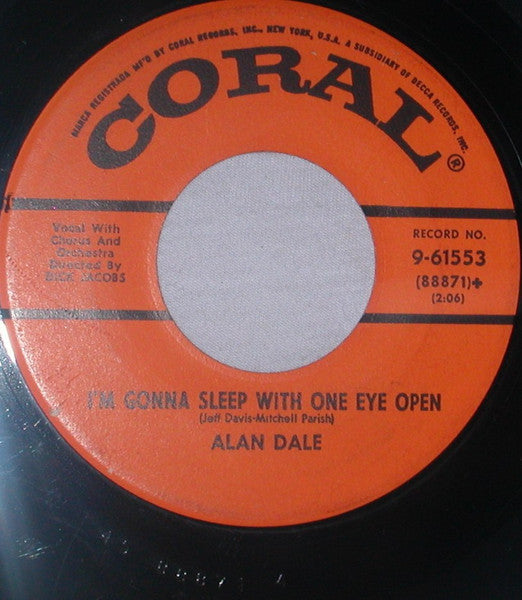 MARCA REGISTRADA MF'D BY CORAL RECORDS, INC., NEW YORK, U.S.A. A SUBSIDIARY OF DECCA RECORDS, INC.
CORAL®
Vocal With
Chorus And
Orchestra
Directed By
DICK JACOBS
RECORD NO.
9-61553
(88871)+
(2:06)
I'M GONNA SLEEP WITH ONE EYE OPEN
(Jeff Davis-Mitchell Parish)
ALAN DALE